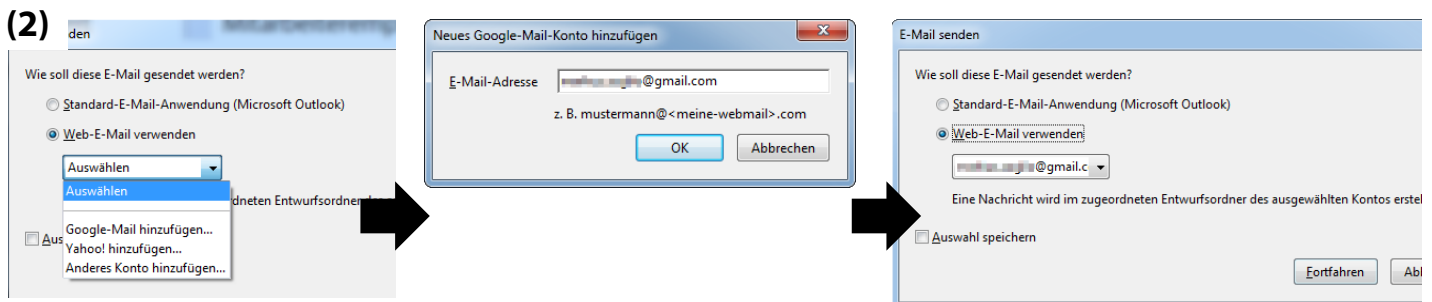 (2)
den
Wie soll diese E-Mail gesendet werden?
Standard-E-Mail-Anwendung (Microsoft Outlook)
Web-E-Mail verwenden
Auswählen
Auswählen
dneten Entwurfsordner
Google-Mail hinzufügen...
Aus
Yahoo! hinzufügen...
Anderes Konto hinzufügen...
Neues Google-Mail-Konto hinzufügen
E-Mail-Adresse
@gmail.com
z. B. mustermann@<meine-webmail>.com
OK Abbrechen
E-Mail senden
Wie soll diese E-Mail gesendet werden?
Standard-E-Mail-Anwendung (Microsoft Outlook)
Web-E-Mail verwenden
@gmail.c
Eine Nachricht wird im zugeordneten Entwurfsordner des ausgewählten Kontos erstel
Auswahl speichern
Fortfahren Abl